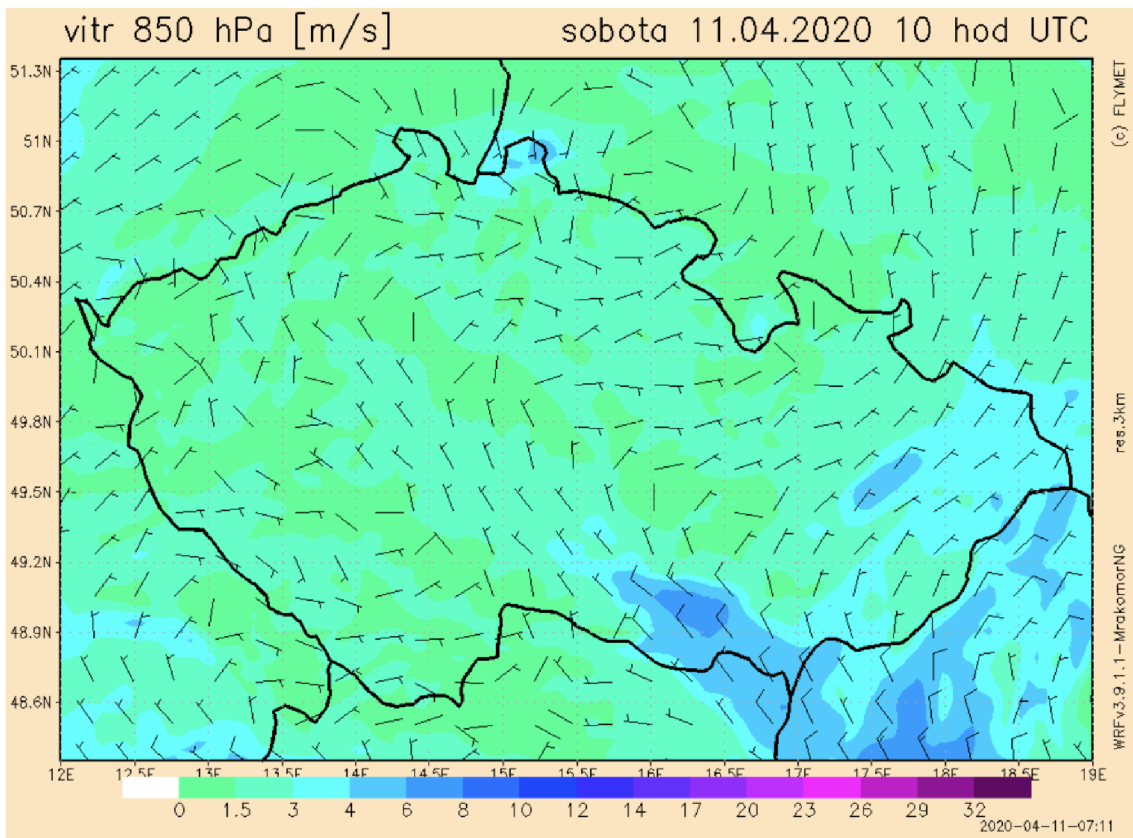 vitr 850 hPa [m/s] sobota 11.04.2020 10 hod UTC
51.3N
51N
50.7N
50.4N
50.1N
49.8N
49.5N
49.2N
48.9N
48.6N
12E 12.5E 13E 13.5E 14E 14.5E 15E 15.5E 16E 16.5E 17E 17.5E 18E 18.5E 19E
0 1.5 3 4 6 8 10 12 14 17 20 23 26 29 32
2020-04-11-07:11
(c) FLYMET
res.3km
WRFv3.9.1.1-MrakomorNG